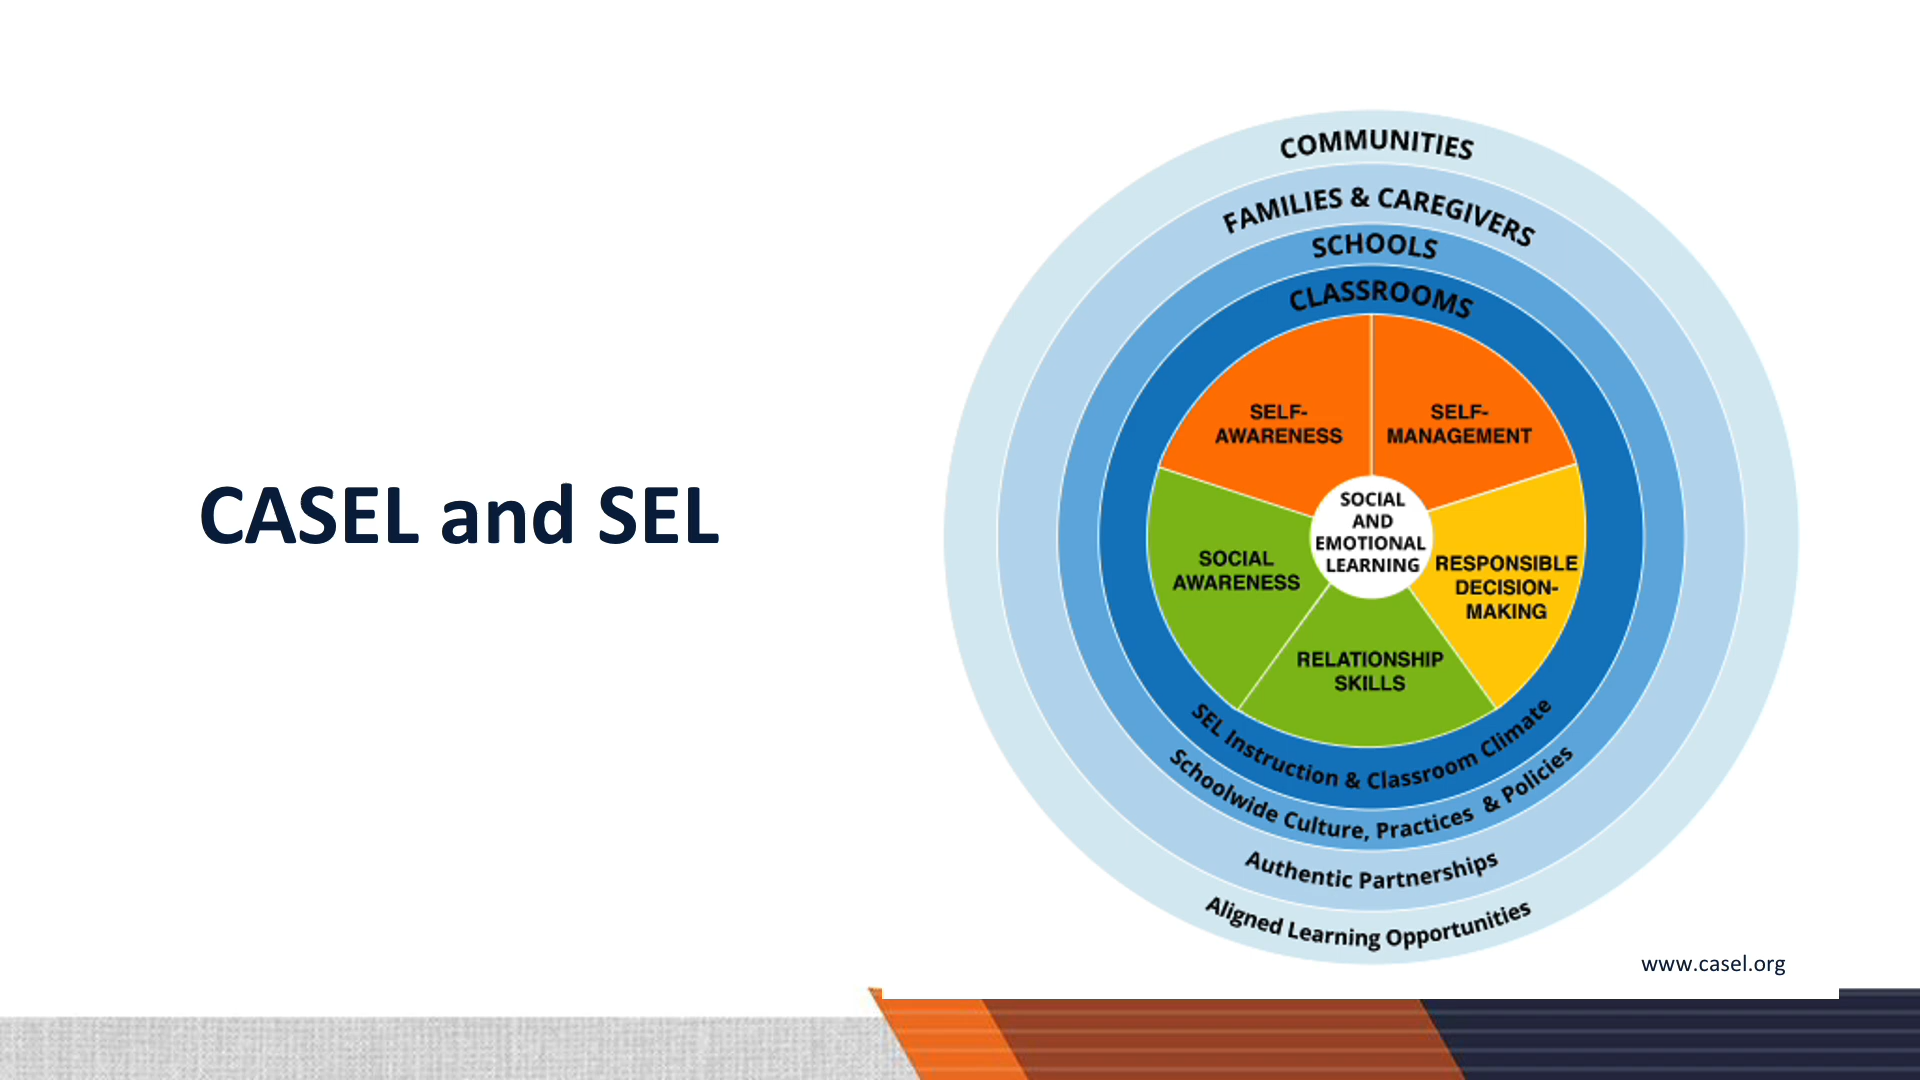 CASEL and SEL
COMMUNITIES
FAMILIES & CAREGIVERS
SCHOOLS
CLASSROOMS
SELF-
AWARENESS
SELF-
MANAGEMENT
SOCIAL
AND
EMOTIONAL
LEARNING
SOCIAL
AWARENESS
RESPONSIBLE
DECISION-
MAKING
RELATIONSHIP
SKILLS
SEL Instruction & Classroom Climate
Schoolwide Culture, Practices & Policies
Authentic Partnerships
Aligned Learning Opportunities
www.casel.org